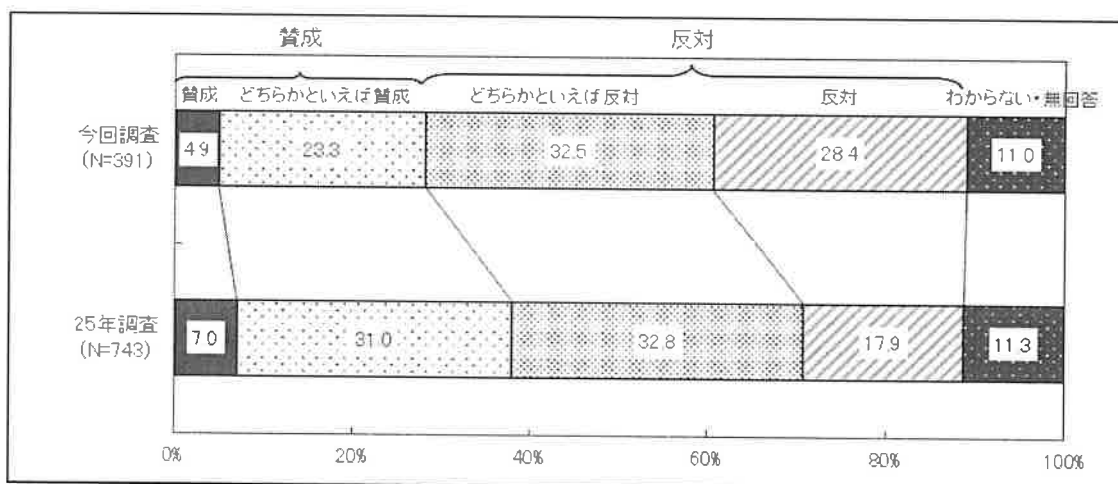 賛成 反対
賛成 どちらかといえば 賛成 どちらかといえば 反対 反対 わからない・無回答
今回調査
(N=391)
4.9 23.3 32.5 28.4 11.0
25年調査
(N=743)
7.0 31.0 32.8 17.9 11.3
0% 20% 40% 60% 80% 100%